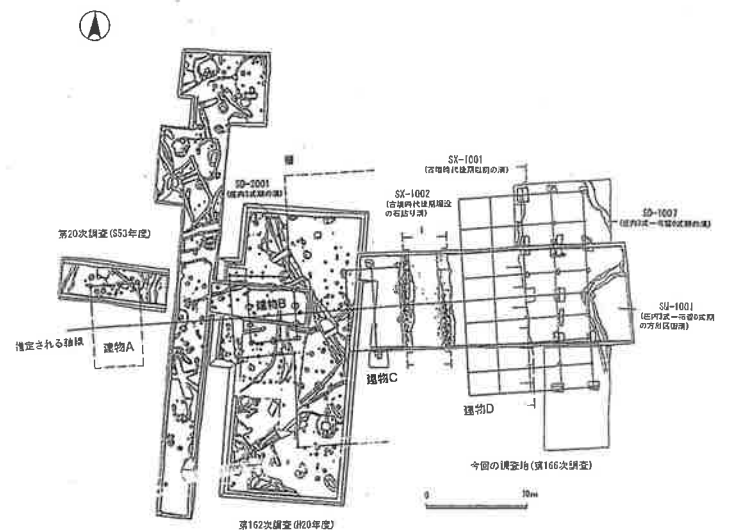 SX-1001
(古墳時代後期以前の溝)
SX-1002
(古墳時代後期埋没
の石貼り溝)
SD-2001
(庄内3式期の溝)
柵
第20次調査(S53年度)
SD-1007
(庄内3式〜布留0式期の溝)
(庄内3式〜布留0式期
の方形区画溝)
建物B
推定される軸線
建物A
建物C
建物D
今回の調査地(第166次調査)
0
10m
第162次調査(H20年度)